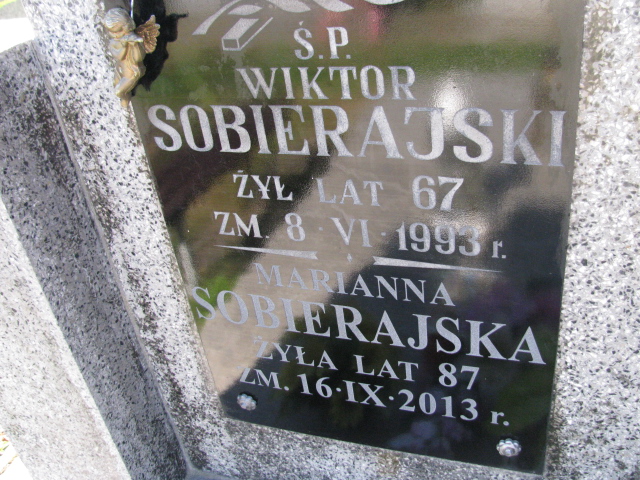 Ś.P.
WIKTOR
SOBIERAJSKI
ŻYŁ LAT 67
ZM. 8·VI·1993 r.
MARIANNA
SOBIERAJSKA
ŻYŁA LAT 87
ZM. 16·IX·2013 r.